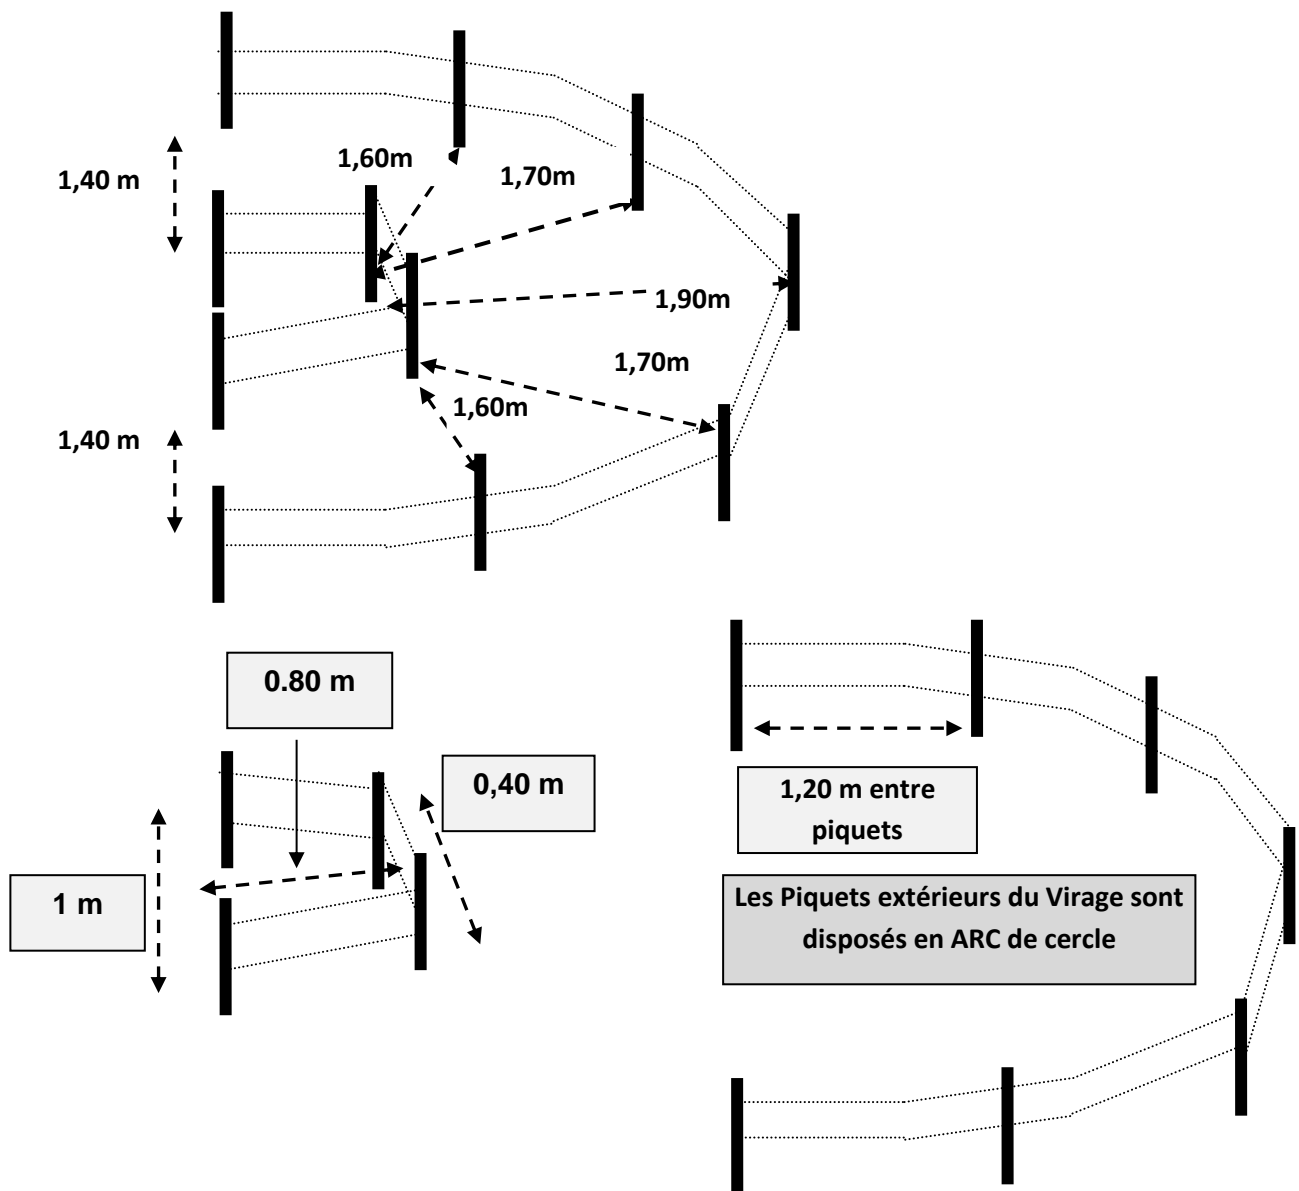 1,60m
1,70m
1,40 m
1,90m
1,70m
1,60m
1,40 m
0.80 m
0,40 m
1 m
1,20 m entre
piquets
Les Piquets extérieurs du Virage sont
disposés en ARC de cercle